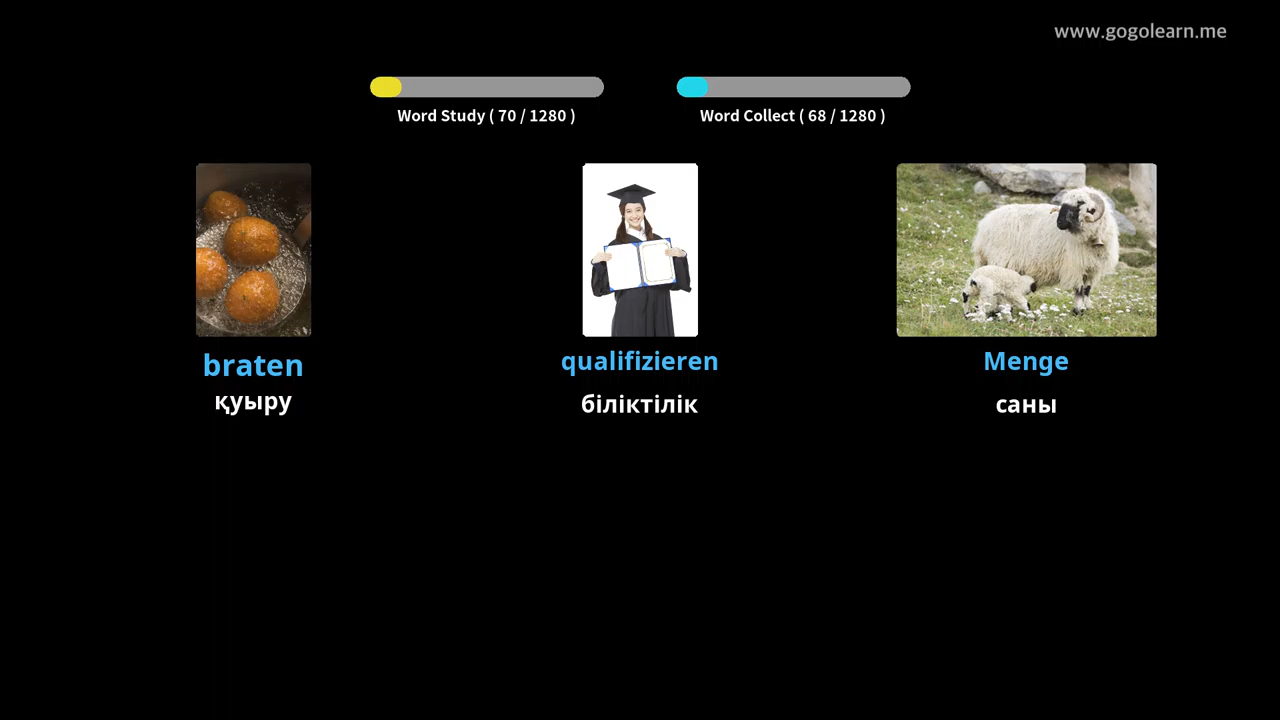 www.gogolearn.me
Word Study ( 70 / 1280 )
Word Collect ( 68 / 1280 )
braten
қуыру
qualifizieren
біліктілік
Menge
саны